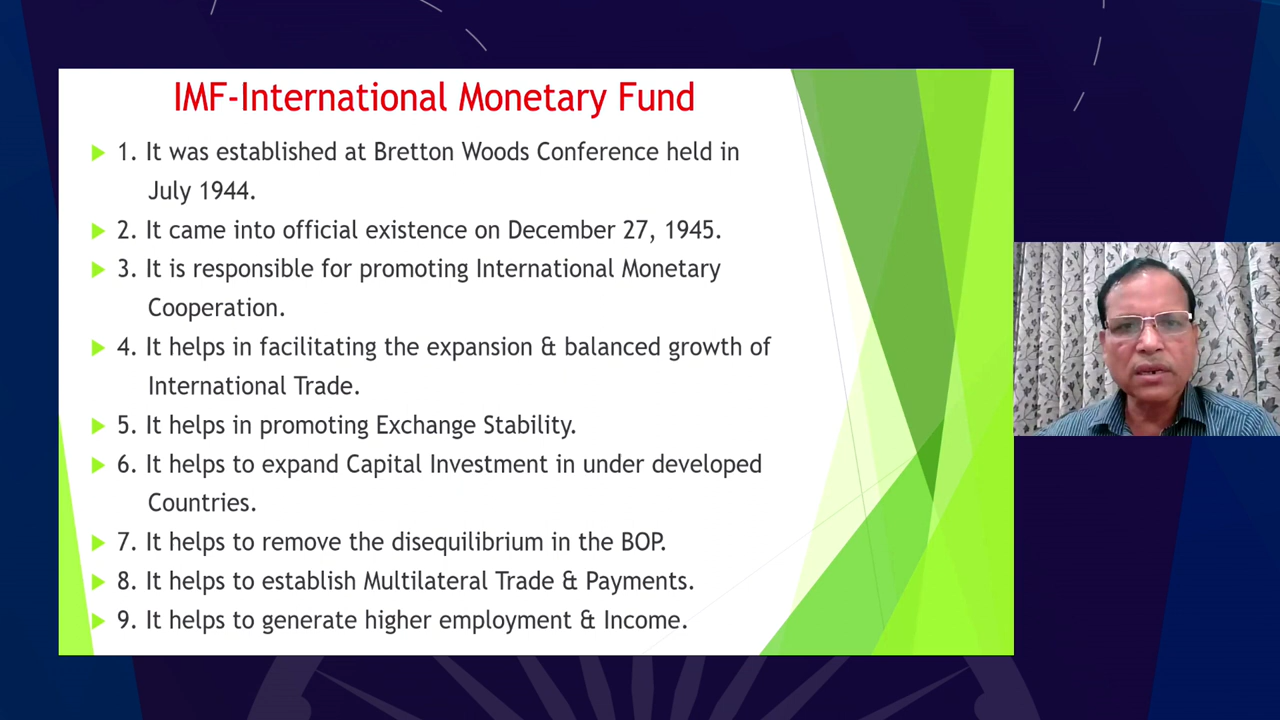 IMF-International Monetary Fund
1. It was established at Bretton Woods Conference held in
July 1944.
2. It came into official existence on December 27, 1945.
3. It is responsible for promoting International Monetary
Cooperation.
4. It helps in facilitating the expansion & balanced growth of
International Trade.
5. It helps in promoting Exchange Stability.
6. It helps to expand Capital Investment in under developed
Countries.
7. It helps to remove the disequilibrium in the BOP.
8. It helps to establish Multilateral Trade & Payments.
9. It helps to generate higher employment & Income.